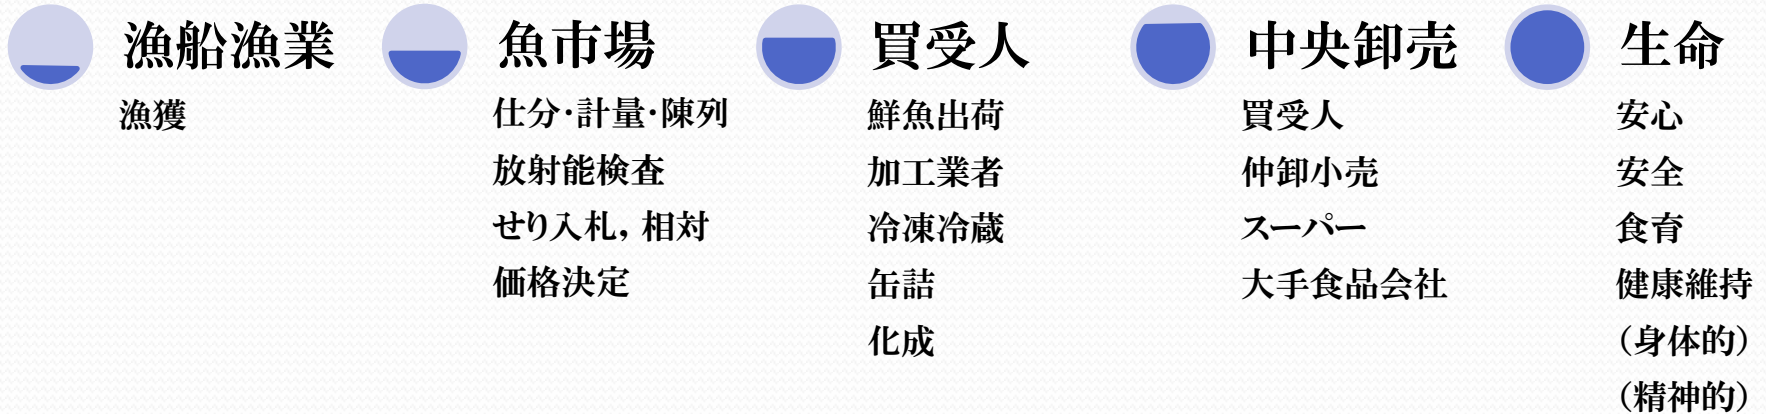 漁船漁業
漁獲
魚市場
仕分・計量・陳列
放射能検査
せり入札，相対
価格決定
買受人
鮮魚出荷
加工業者
冷凍冷蔵
缶詰
化成
中央卸売
買受人
仲卸小売
スーパー
大手食品会社
生命
安心
安全
食育
健康維持
（身体的）
（精神的）